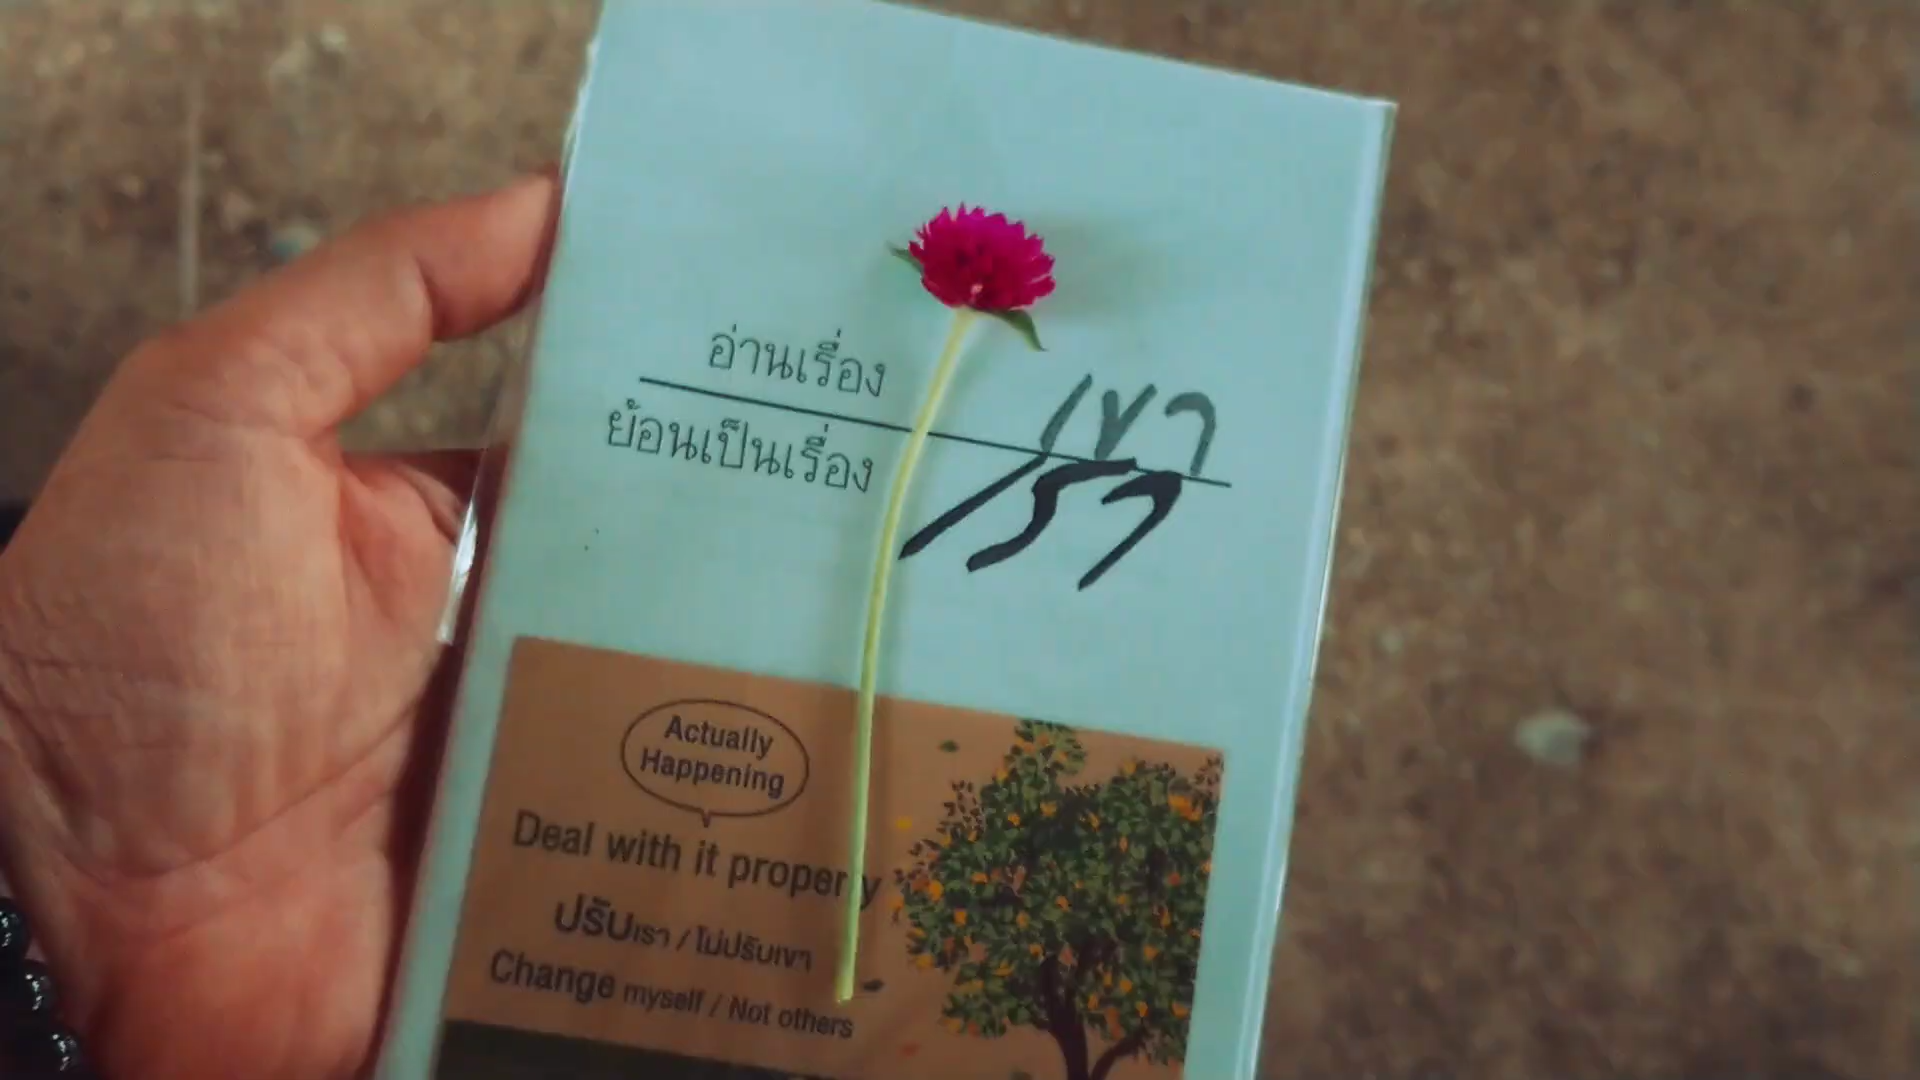 อ่านเรื่อง เขา
ย้อนเป็นเรื่อง เรา
Actually
Happening
Deal with it properly
ปรับเรา / ไม่ปรับเขา
Change myself / Not others